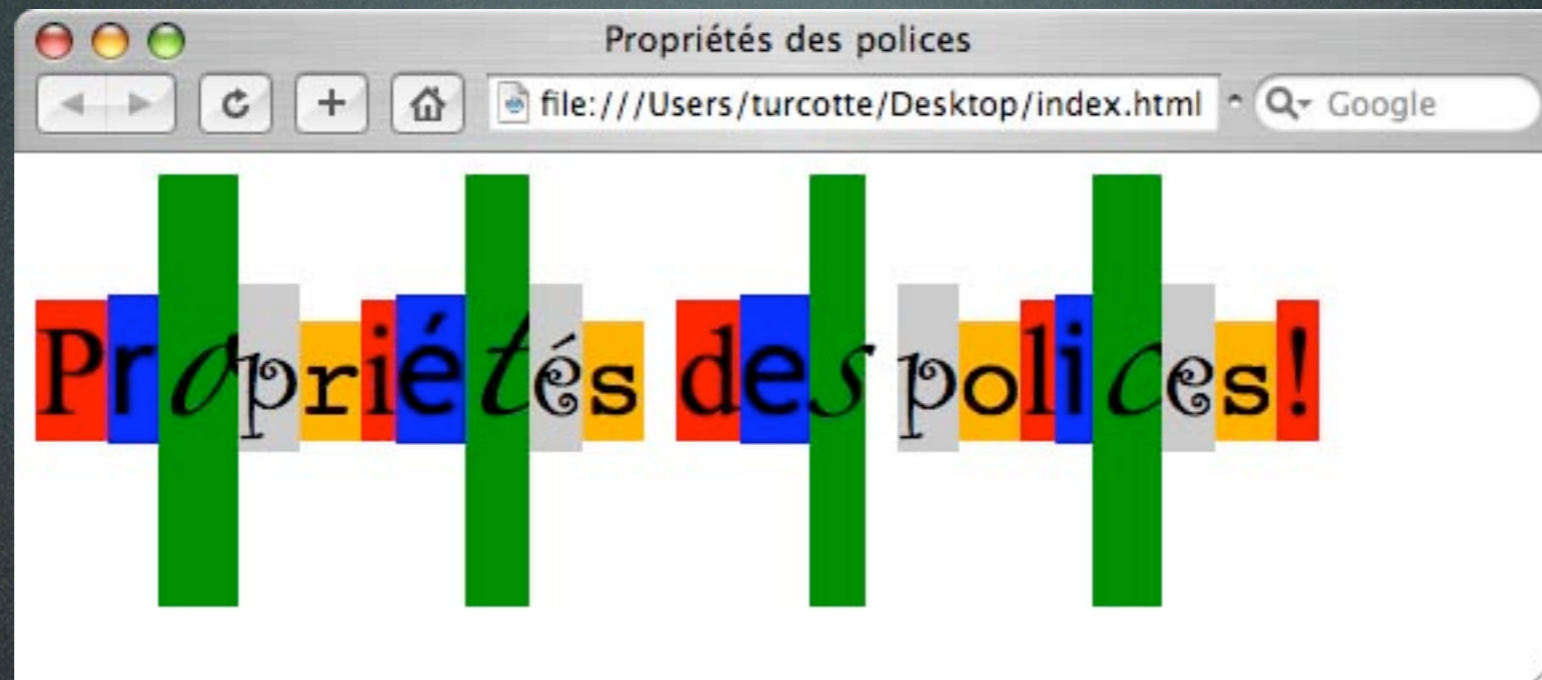 Propriétés des polices
file:///Users/turcotte/Desktop/index.html
Google
Propriétés des polices!